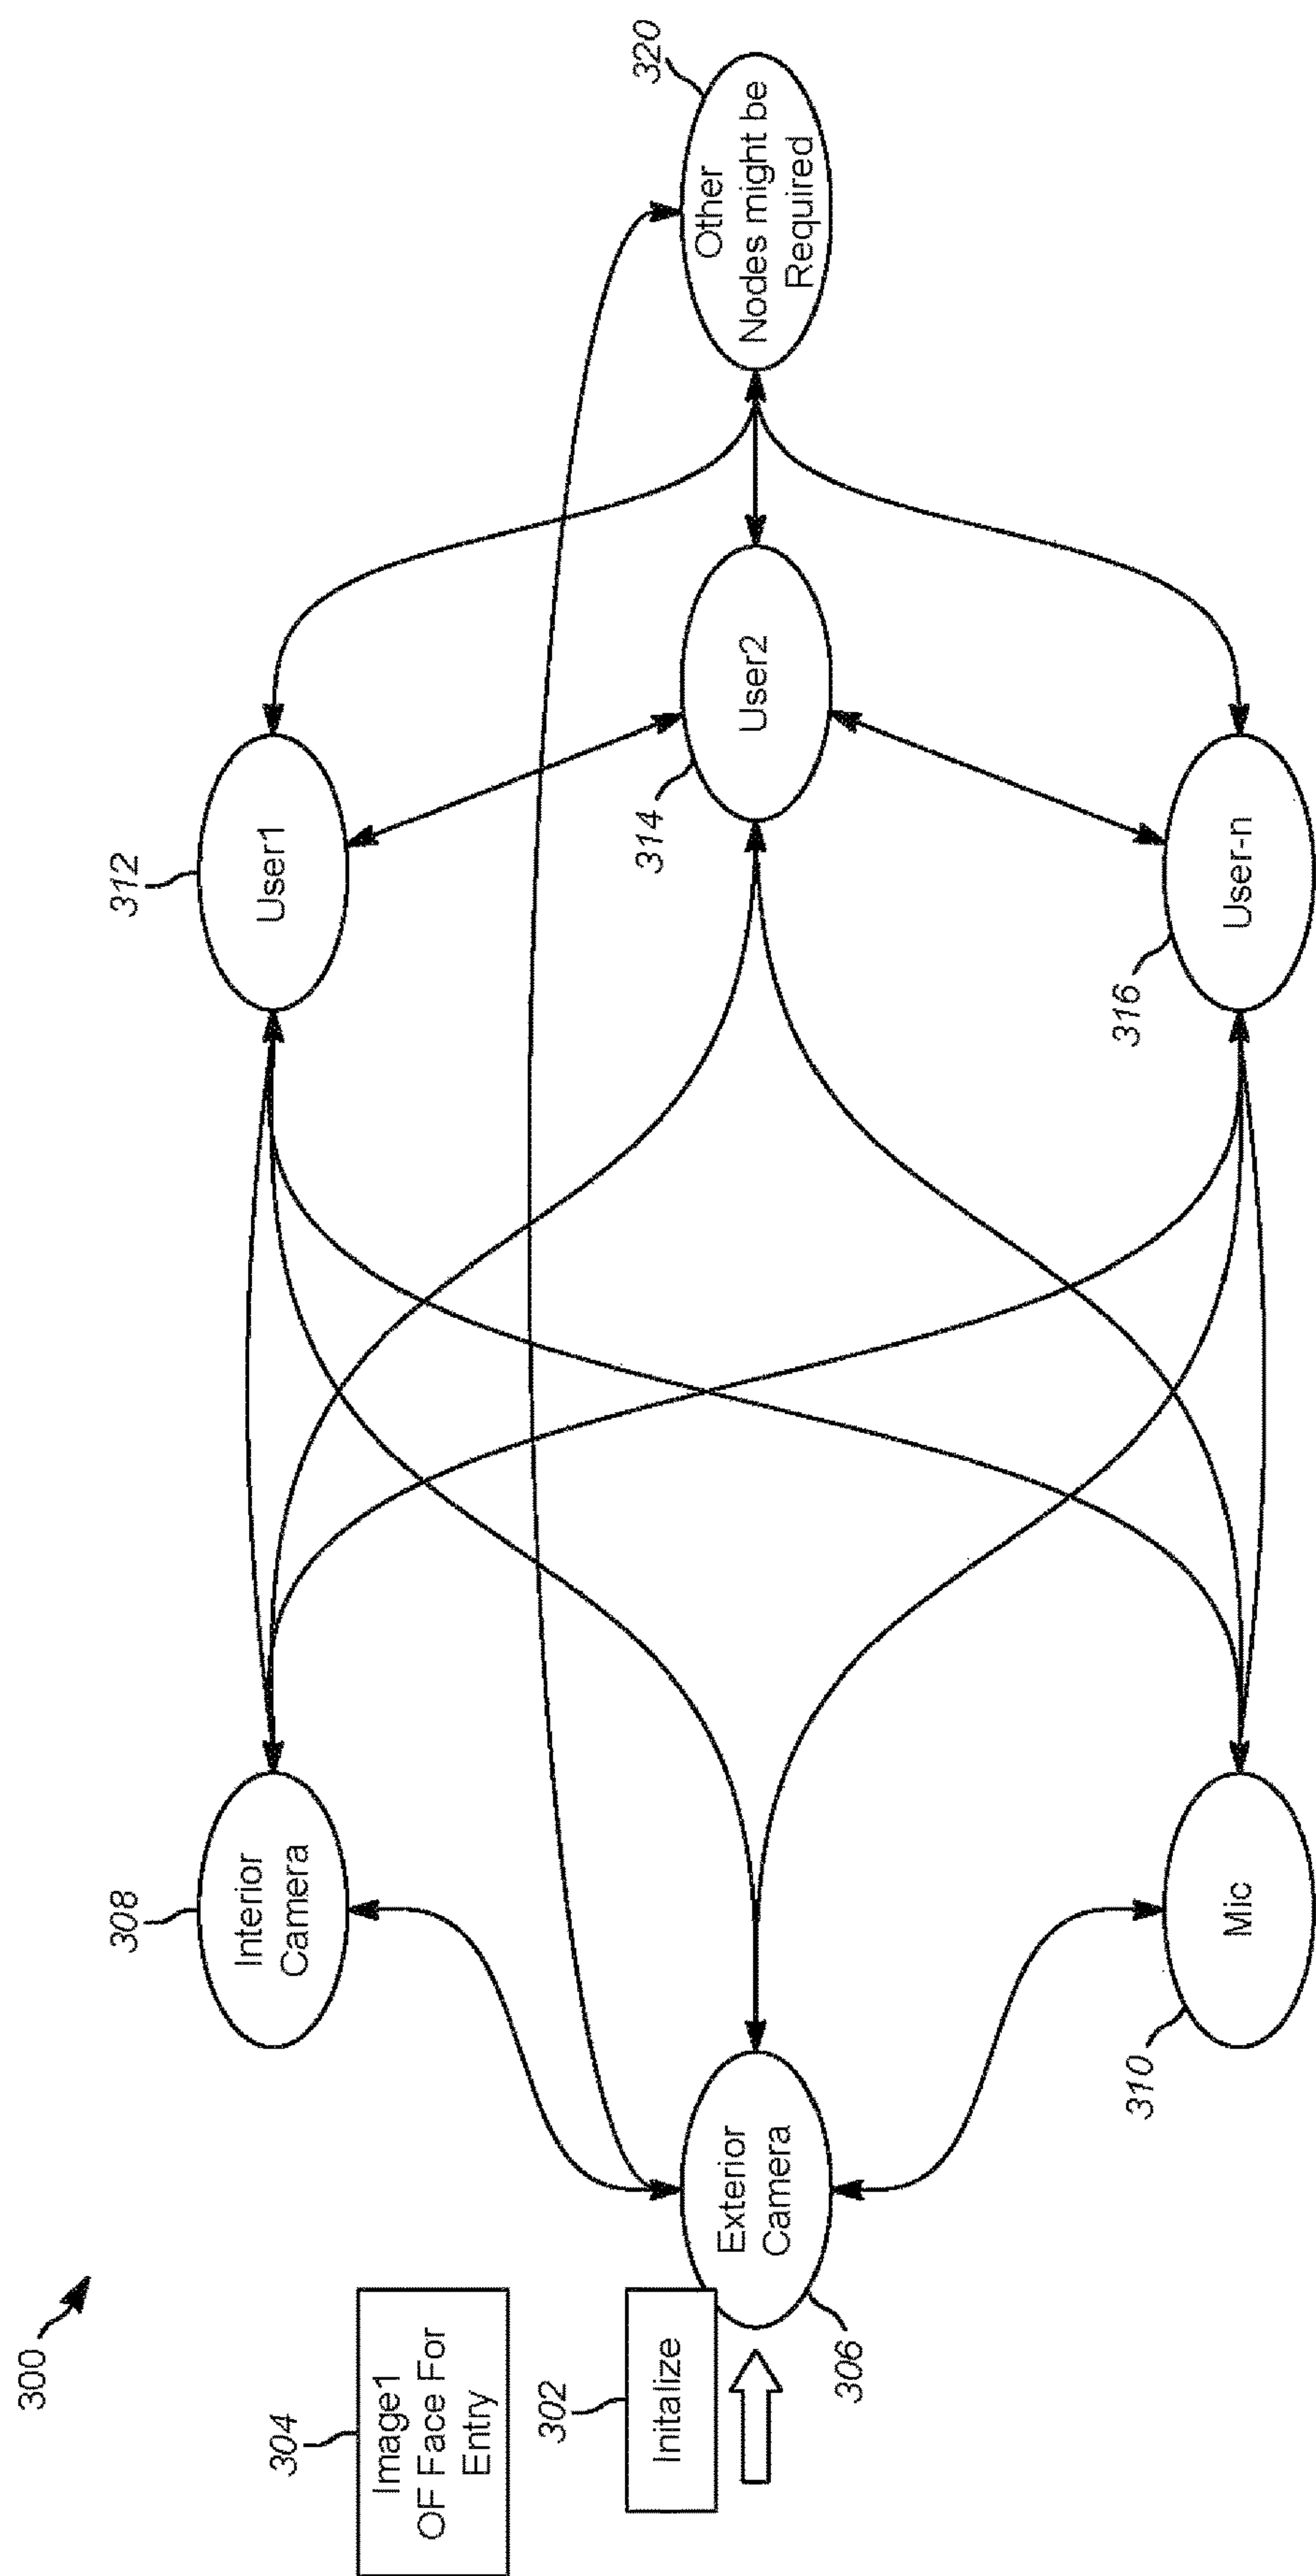 300
304
Image1
OF Face For
Entry
302
Initalize
306
Exterior
Camera
308
Interior
Camera
310
Mic
312
User1
314
User2
316
User-n
320
Other
Nodes might be
Required